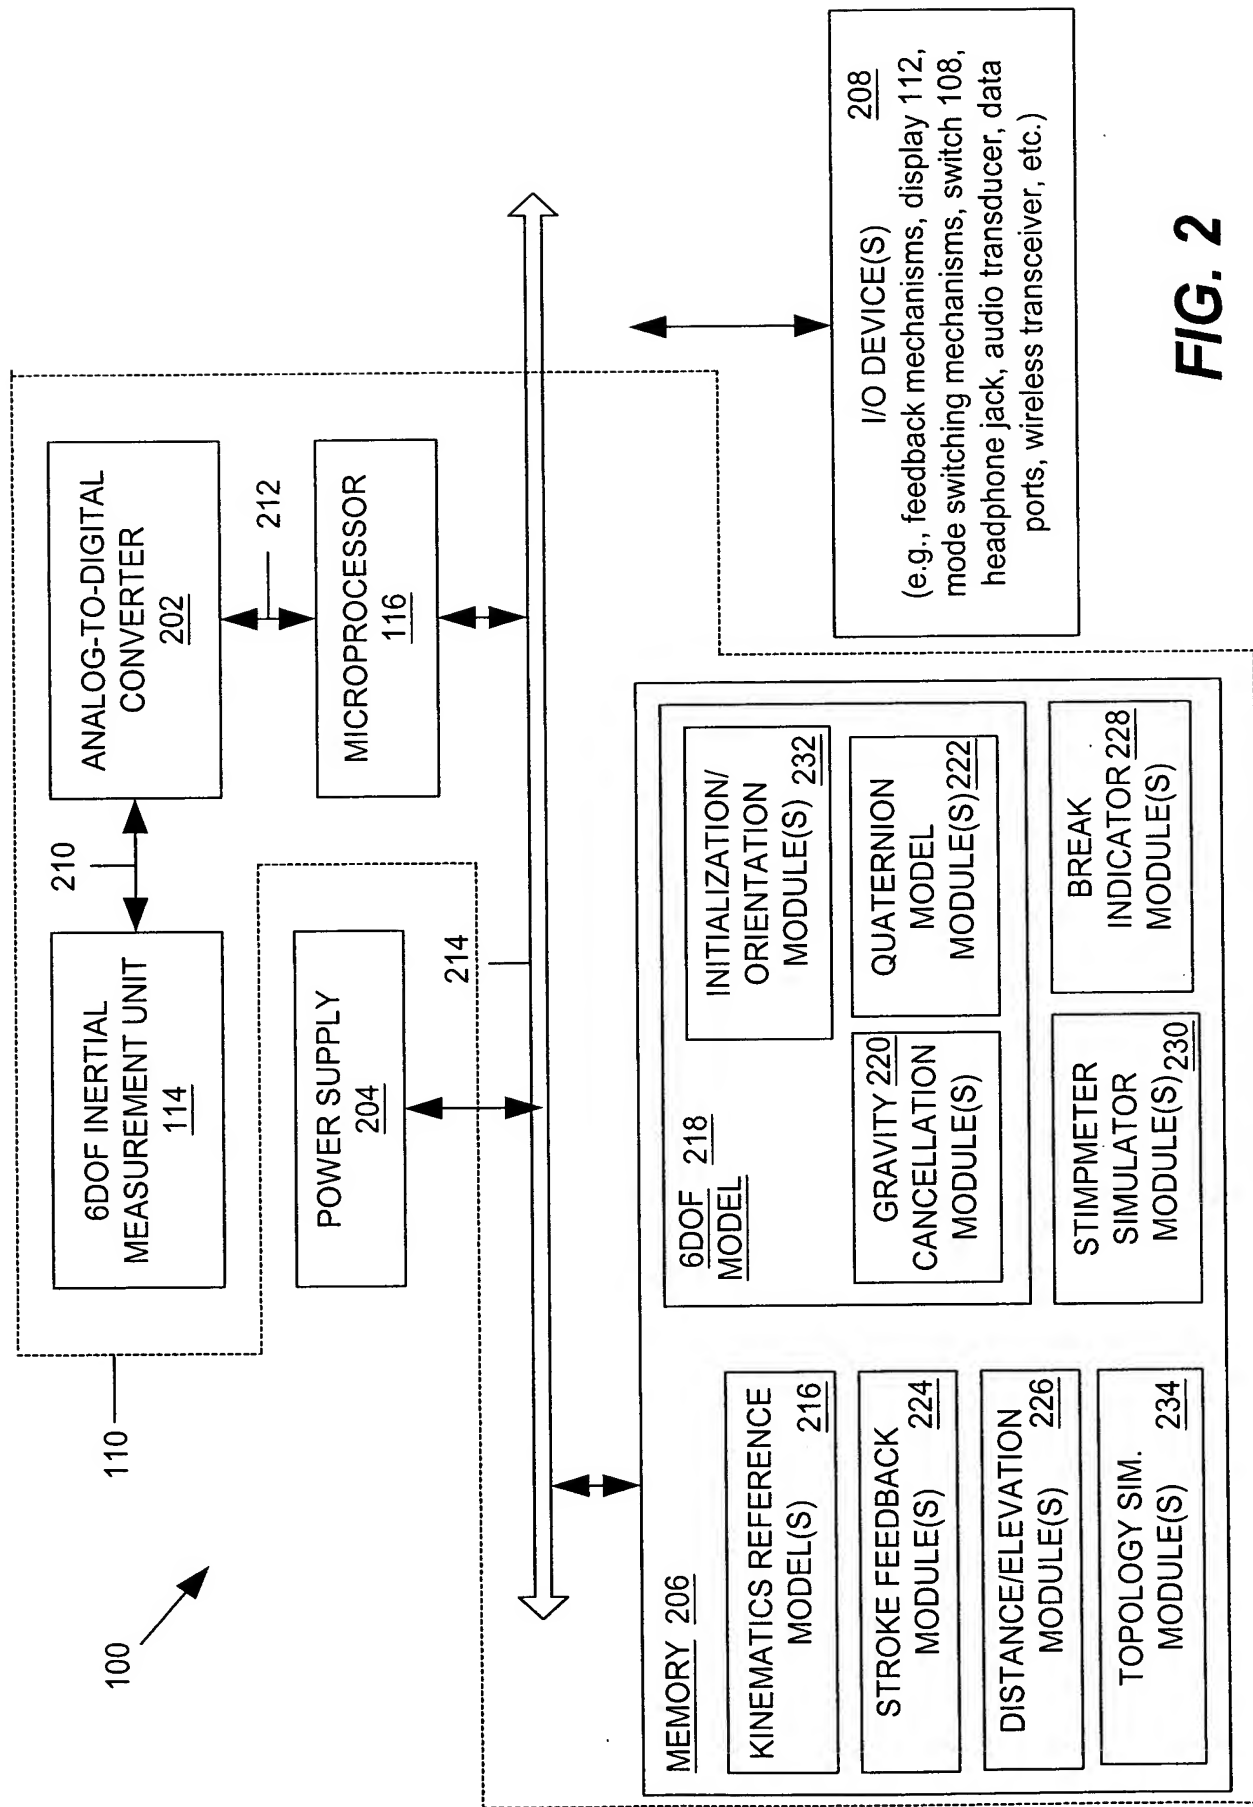 100
110
6DOF INERTIAL
MEASUREMENT UNIT
114
210
ANALOG-TO-DIGITAL
CONVERTER
202
212
POWER SUPPLY
204
MICROPROCESSOR
116
214
MEMORY 206
KINEMATICS REFERENCE
MODEL(S) 216
STROKE FEEDBACK
MODULE(S) 224
DISTANCE/ELEVATION
MODULE(S) 226
TOPOLOGY SIM.
MODULE(S) 234
6DOF 218
MODEL
INITIALIZATION/
ORIENTATION
MODULE(S) 232
GRAVITY 220
CANCELLATION
MODULE(S)
QUATERNION
MODEL
MODULE(S) 222
STIMPMETER
SIMULATOR
MODULE(S) 230
BREAK
INDICATOR 228
MODULE(S)
I/O DEVICE(S) 208
(e.g., feedback mechanisms, display 112,
mode switching mechanisms, switch 108,
headphone jack, audio transducer, data
ports, wireless transceiver, etc.)
FIG. 2